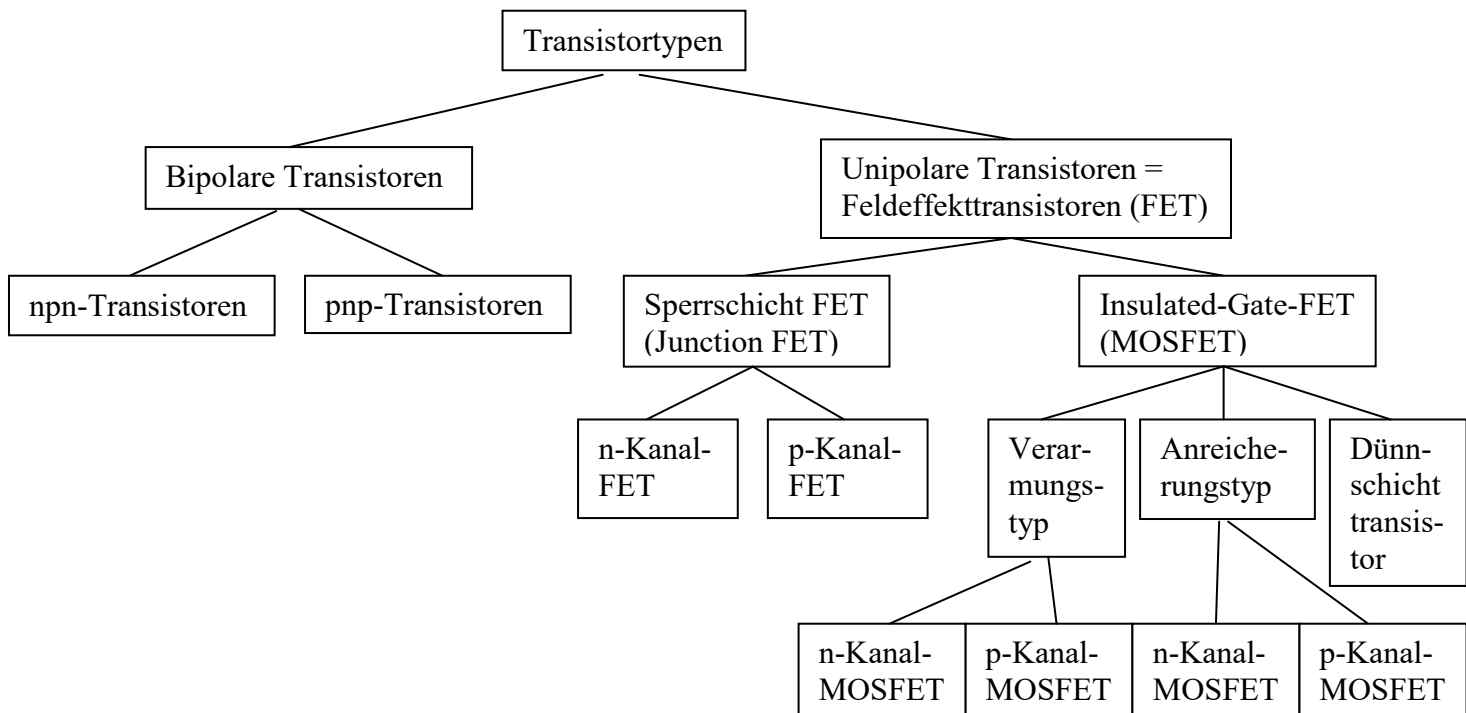 Transistortypen
Bipolare Transistoren
Unipolare Transistoren =
Feldeffekttransistoren (FET)
npn-Transistoren
pnp-Transistoren
Sperrschicht FET
(Junction FET)
Insulated-Gate-FET
(MOSFET)
n-Kanal-
FET
p-Kanal-
FET
Verar-
mungs-
typ
Anreiche-
rungstyp
Dünn-
schicht
transis-
tor
n-Kanal-
MOSFET
p-Kanal-
MOSFET
n-Kanal-
MOSFET
p-Kanal-
MOSFET